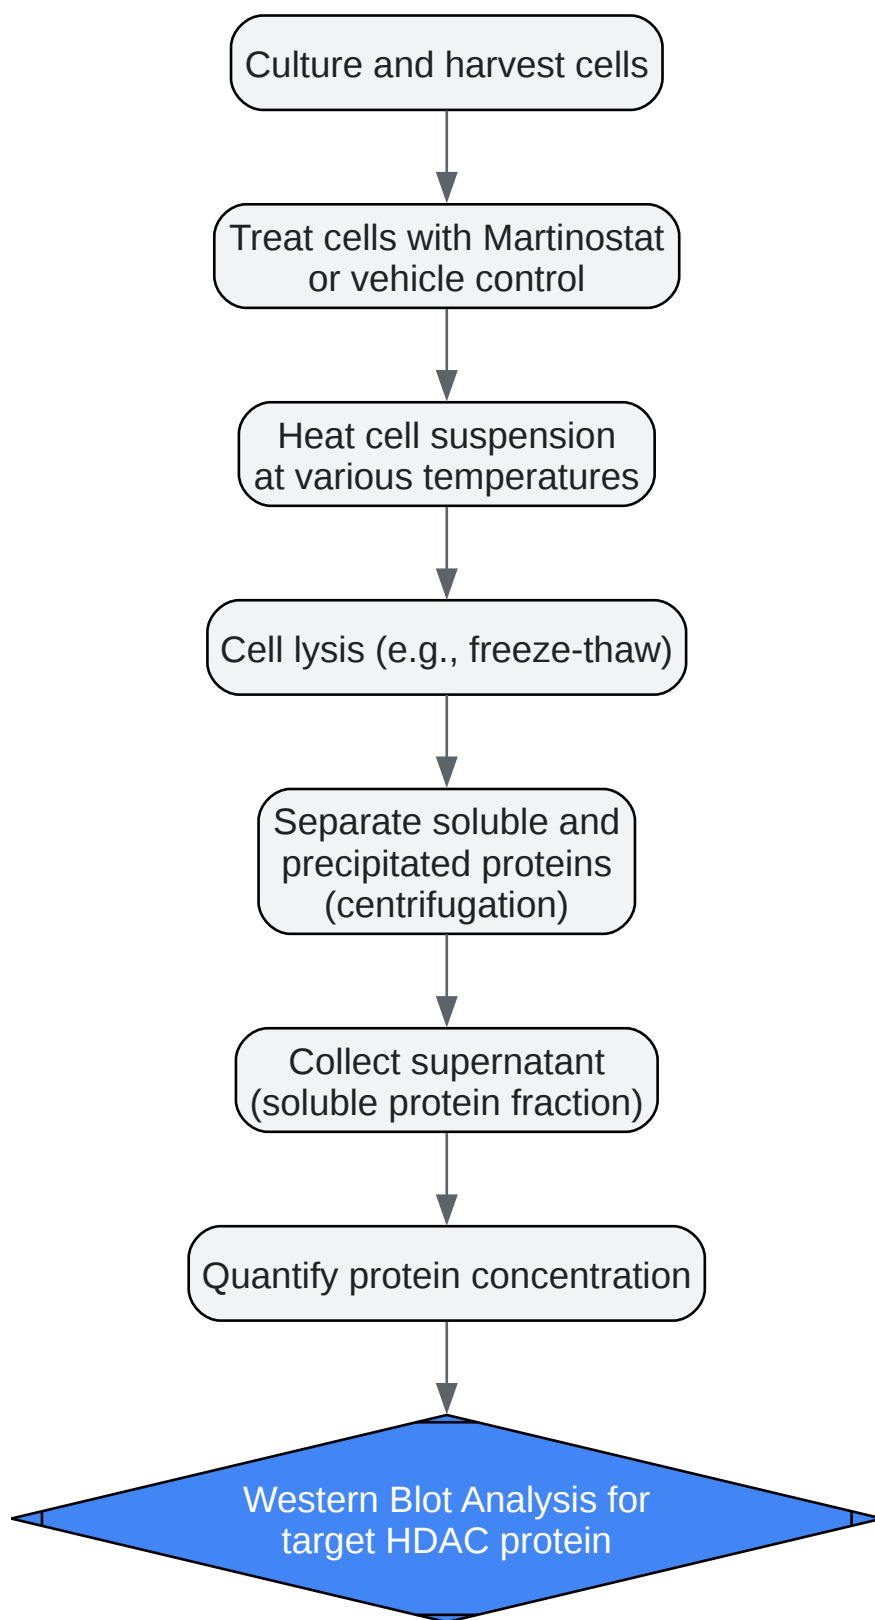 Culture and harvest cells
Treat cells with Martinostat
or vehicle control
Heat cell suspension
at various temperatures
Cell lysis (e.g., freeze-thaw)
Separate soluble and
precipitated proteins
(centrifugation)
Collect supernatant
(soluble protein fraction)
Quantify protein concentration
Western Blot Analysis for
target HDAC protein